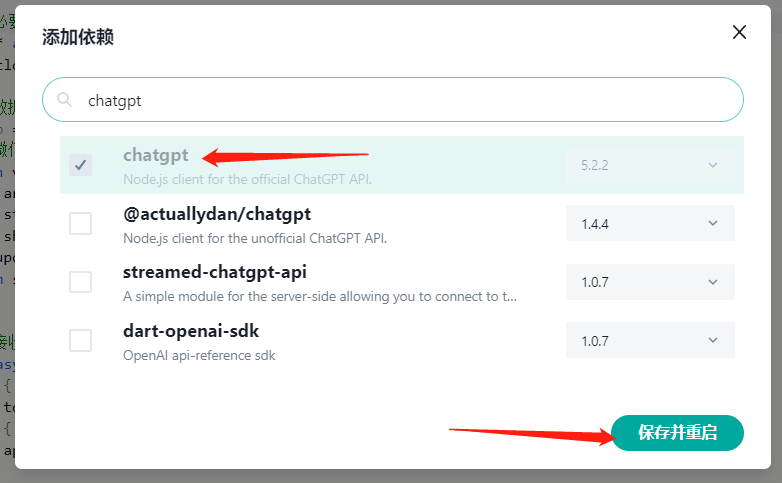 添加依赖
chatgpt
chatgpt
Node.js client for the official ChatGPT API.
5.2.2
@actuallydan/chatgpt
Node.js client for the unofficial ChatGPT API.
1.4.4
streamed-chatgpt-api
A simple module for the server-side allowing you to connect to t...
1.0.7
dart-openai-sdk
OpenAI api-reference sdk
1.0.7
保存并重启